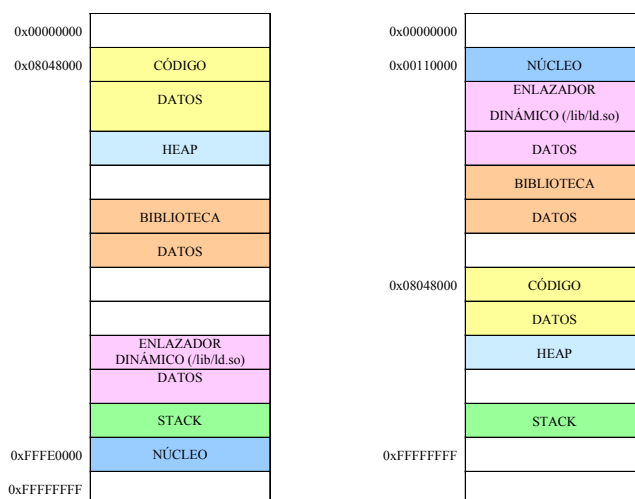 0x00000000
0x08048000
CÓDIGO
DATOS
HEAP
BIBLIOTECA
DATOS
ENLAZADOR
DINÁMICO (/lib/ld.so)
DATOS
STACK
0xFFFE0000
NÚCLEO
0xFFFFFFFF
0x00000000
0x00110000
NÚCLEO
ENLAZADOR
DINÁMICO (/lib/ld.so)
DATOS
BIBLIOTECA
DATOS
0x08048000
CÓDIGO
DATOS
HEAP
STACK
0xFFFFFFFF